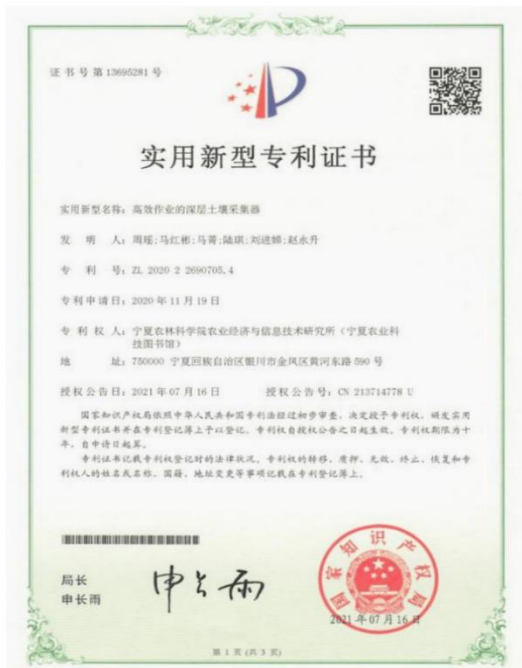 证书号第13695281号
实用新型专利证书
实用新型名称：高效作业的深层土壤采集器
发 明 人：周瑶;马红彬;马菁;陆琪;刘进娣;赵永升
专 利 号：ZL 2020 2 2690705.4
专利申请日：2020年11月19日
专 利 权 人：宁夏农林科学院农业经济与信息技术研究所（宁夏农业科
技图书馆）
地 址：750000 宁夏回族自治区银川市金凤区黄河东路590号
授权公告日：2021年07月16日 授权公告号：CN 213714778 U
国家知识产权局依照中华人民共和国专利法经过初步审查，决定授予专利权，颁发实用
新型专利证书并在专利登记簿上予以登记。专利权自授权公告之日起生效。专利权期限为十
年，自申请日起算。
专利证书记载专利权登记时的法律状况。专利权的转移、质押、无效、终止、恢复和专
利权人的姓名或名称、国籍、地址变更等事项记载在专利登记簿上。
局长
申长雨
申长雨
国家知识产权局
2021年07月16日
第 1 页 (共 3 页)